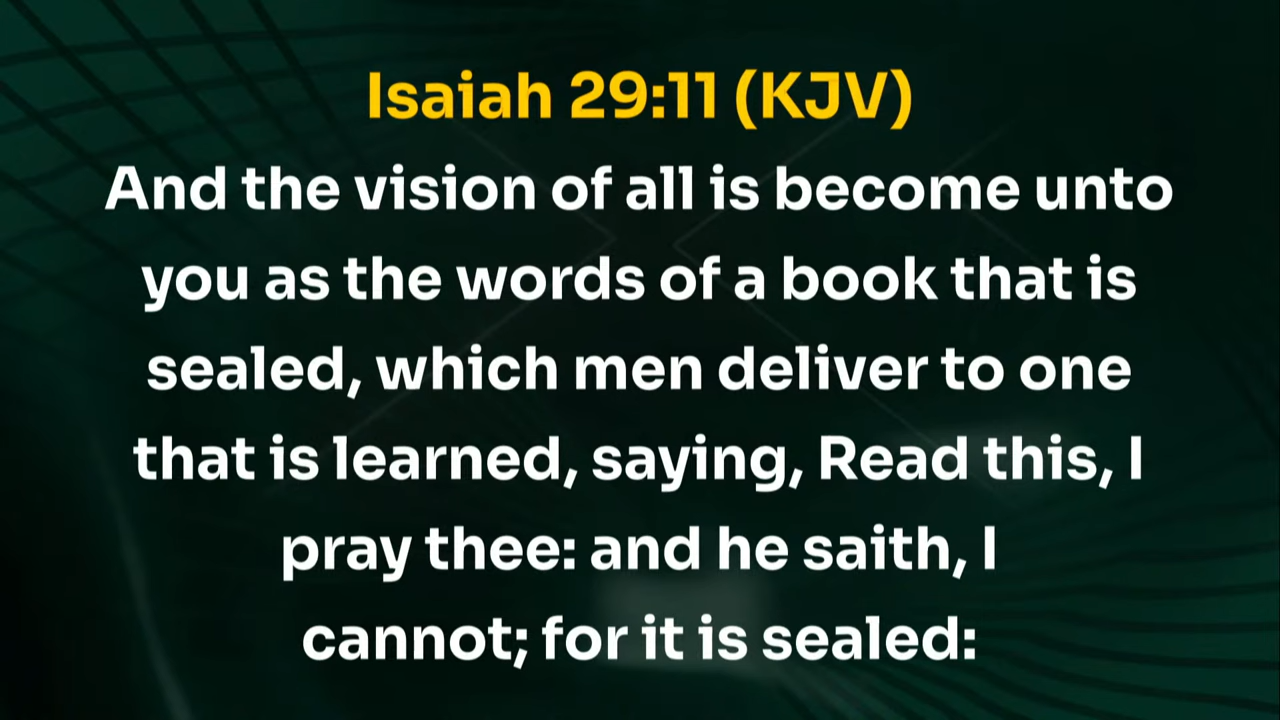 Isaiah 29:11 (KJV)
And the vision of all is become unto
you as the words of a book that is
sealed, which men deliver to one
that is learned, saying, Read this, I
pray thee: and he saith, I
cannot; for it is sealed: